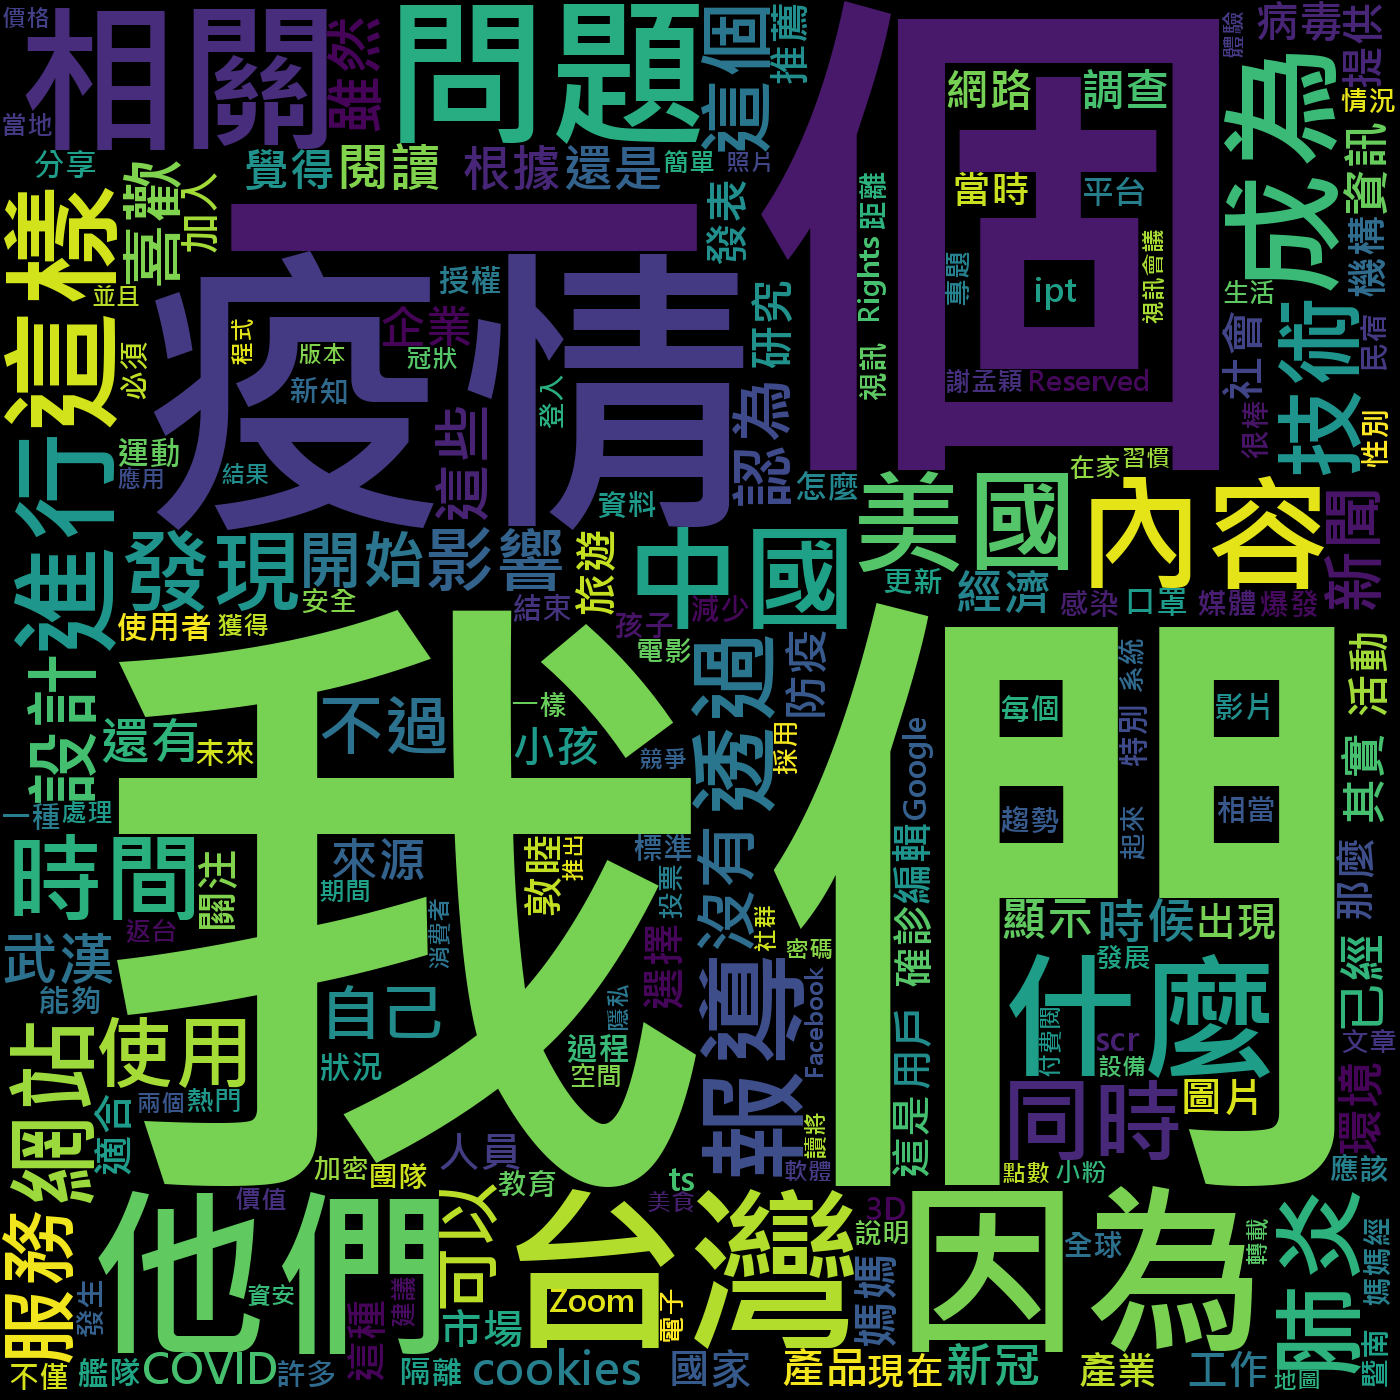 價格
相關
雖然
問題
這個
推薦
一個
網路
調查
當時
平台
ipt
專題
視訊會議
謝孟穎
Reserved
體驗
病毒
提供
成為
情況
資訊
當地
分享
這樣
喜歡
加入
覺得
閱讀
根據
還是
簡單
照片
發表
Rights
距離
視訊
機構
生活
技術
社會
民宿
並且
必須
疫情
授權
企業
程式
版本
冠狀
新知
登入
這些
研究
認為
很棒
性別
運動
應用
結果
進行
資料
怎麼
美國
在家
習慣
內容
新聞
發現
開始
影響
旅遊
中國
更新
經濟
感染
口罩
媒體
爆發
安全
使用者
獲得
結束
孩子
減少
電影
設計
我們
還有
未來
不過
一樣
小孩
透過
防疫
競爭
採用
Google
每個
系統
特別
影片
活動
其實
一種
處理
趨勢
起來
相當
時間
關注
來源
期間
敦睦
推出
標準
投票
沒有
編輯
那麼
武漢
返台
能夠
消費者
選擇
社群
密碼
確診
顯示
時候
出現
發展
已經
網站
使用
自己
狀況
隱私
過程
空間
報導
Facebook
用戶
什麼
付費閱
scr
設備
文章
適合
兩個
熱門
讀將
這是
同時
圖片
環境
人員
加密
團隊
教育
ts
軟體
點數
小粉
應該
服務
他們
價值
可以
台灣
美食
3D
說明
因為
全球
轉載
肺炎
媽媽經
發生
資安
這種
建議
市場
Zoom
電子
媽媽
不僅
艦隊
COVID
許多
隔離
cookies
國家
產品
現在
新冠
產業
工作
地圖
暨南